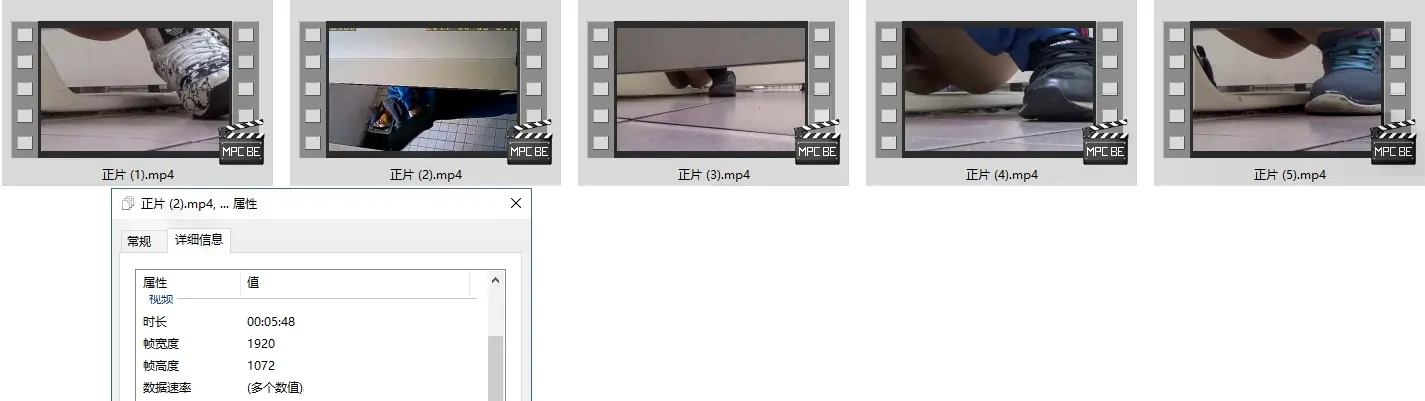 MPC BE
MPC BE
MPC BE
MPC BE
MPC BE
正片 (1).mp4
正片 (2).mp4
正片 (3).mp4
正片 (4).mp4
正片 (5).mp4
正片 (2).mp4, ... 属性
常规
详细信息
属性 值
视频
时长 00:05:48
帧宽度 1920
帧高度 1072
数据速率 (多个数值)